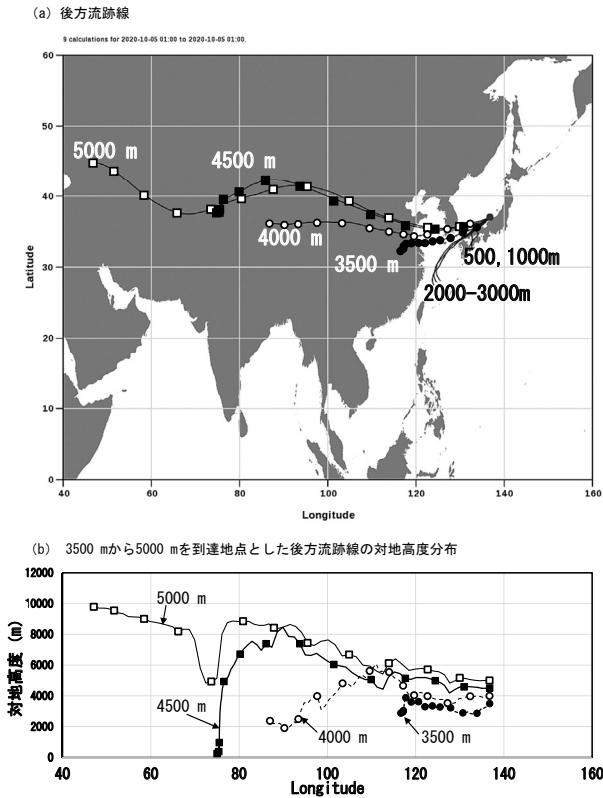 (a) 後方流跡線
9 calculations for 2020-10-05 01:00 to 2020-10-05 01:00.
60
50
40
30
20
10
0
Latitude
5000 m
4500 m
4000 m
3500 m
500, 1000m
2000-3000m
40 60 80 100 120 140 160
Longitude
(b) 3500 mから5000 mを到達地点とした後方流跡線の対地高度分布
12000
10000
8000
6000
4000
2000
0
対地高度 (m)
5000 m
4500 m
4000 m
3500 m
40 60 80 100 120 140 160
Longitude